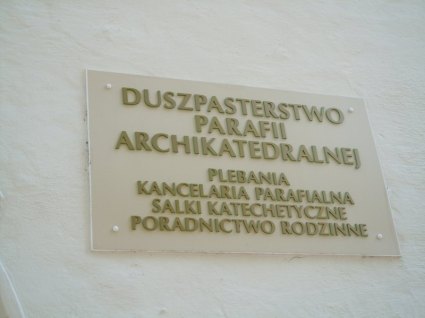 DUSZPASTERSTWO
PARAFII
ARCHIKATEDRALNEJ
PLEBANIA
KANCELARIA PARAFIALNA
SALKI KATECHETYCZNE
PORADNICTWO RODZINNE